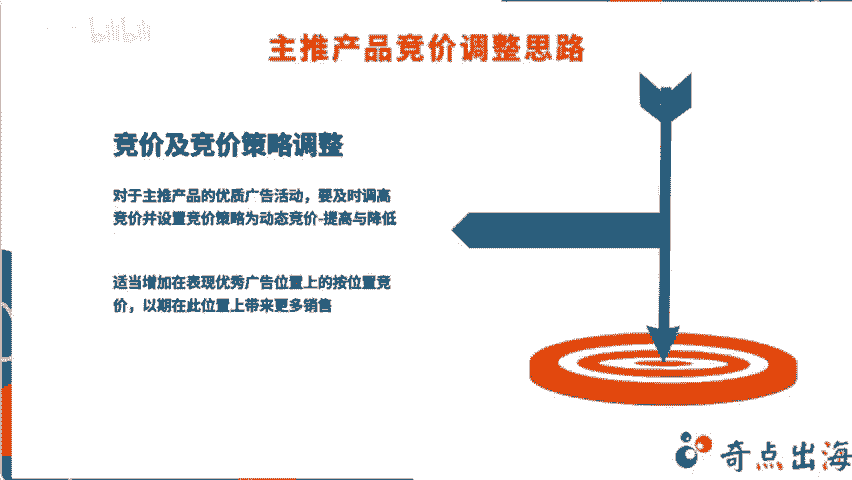 bilibili
主推产品竞价调整思路
竞价及竞价策略调整
对于主推产品的优质广告活动，要及时调高
竞价并设置竞价策略为动态竞价-提高与降低
适当增加在表现优秀广告位置上的按位置竞
价，以期在此位置上带来更多销售
奇点出海